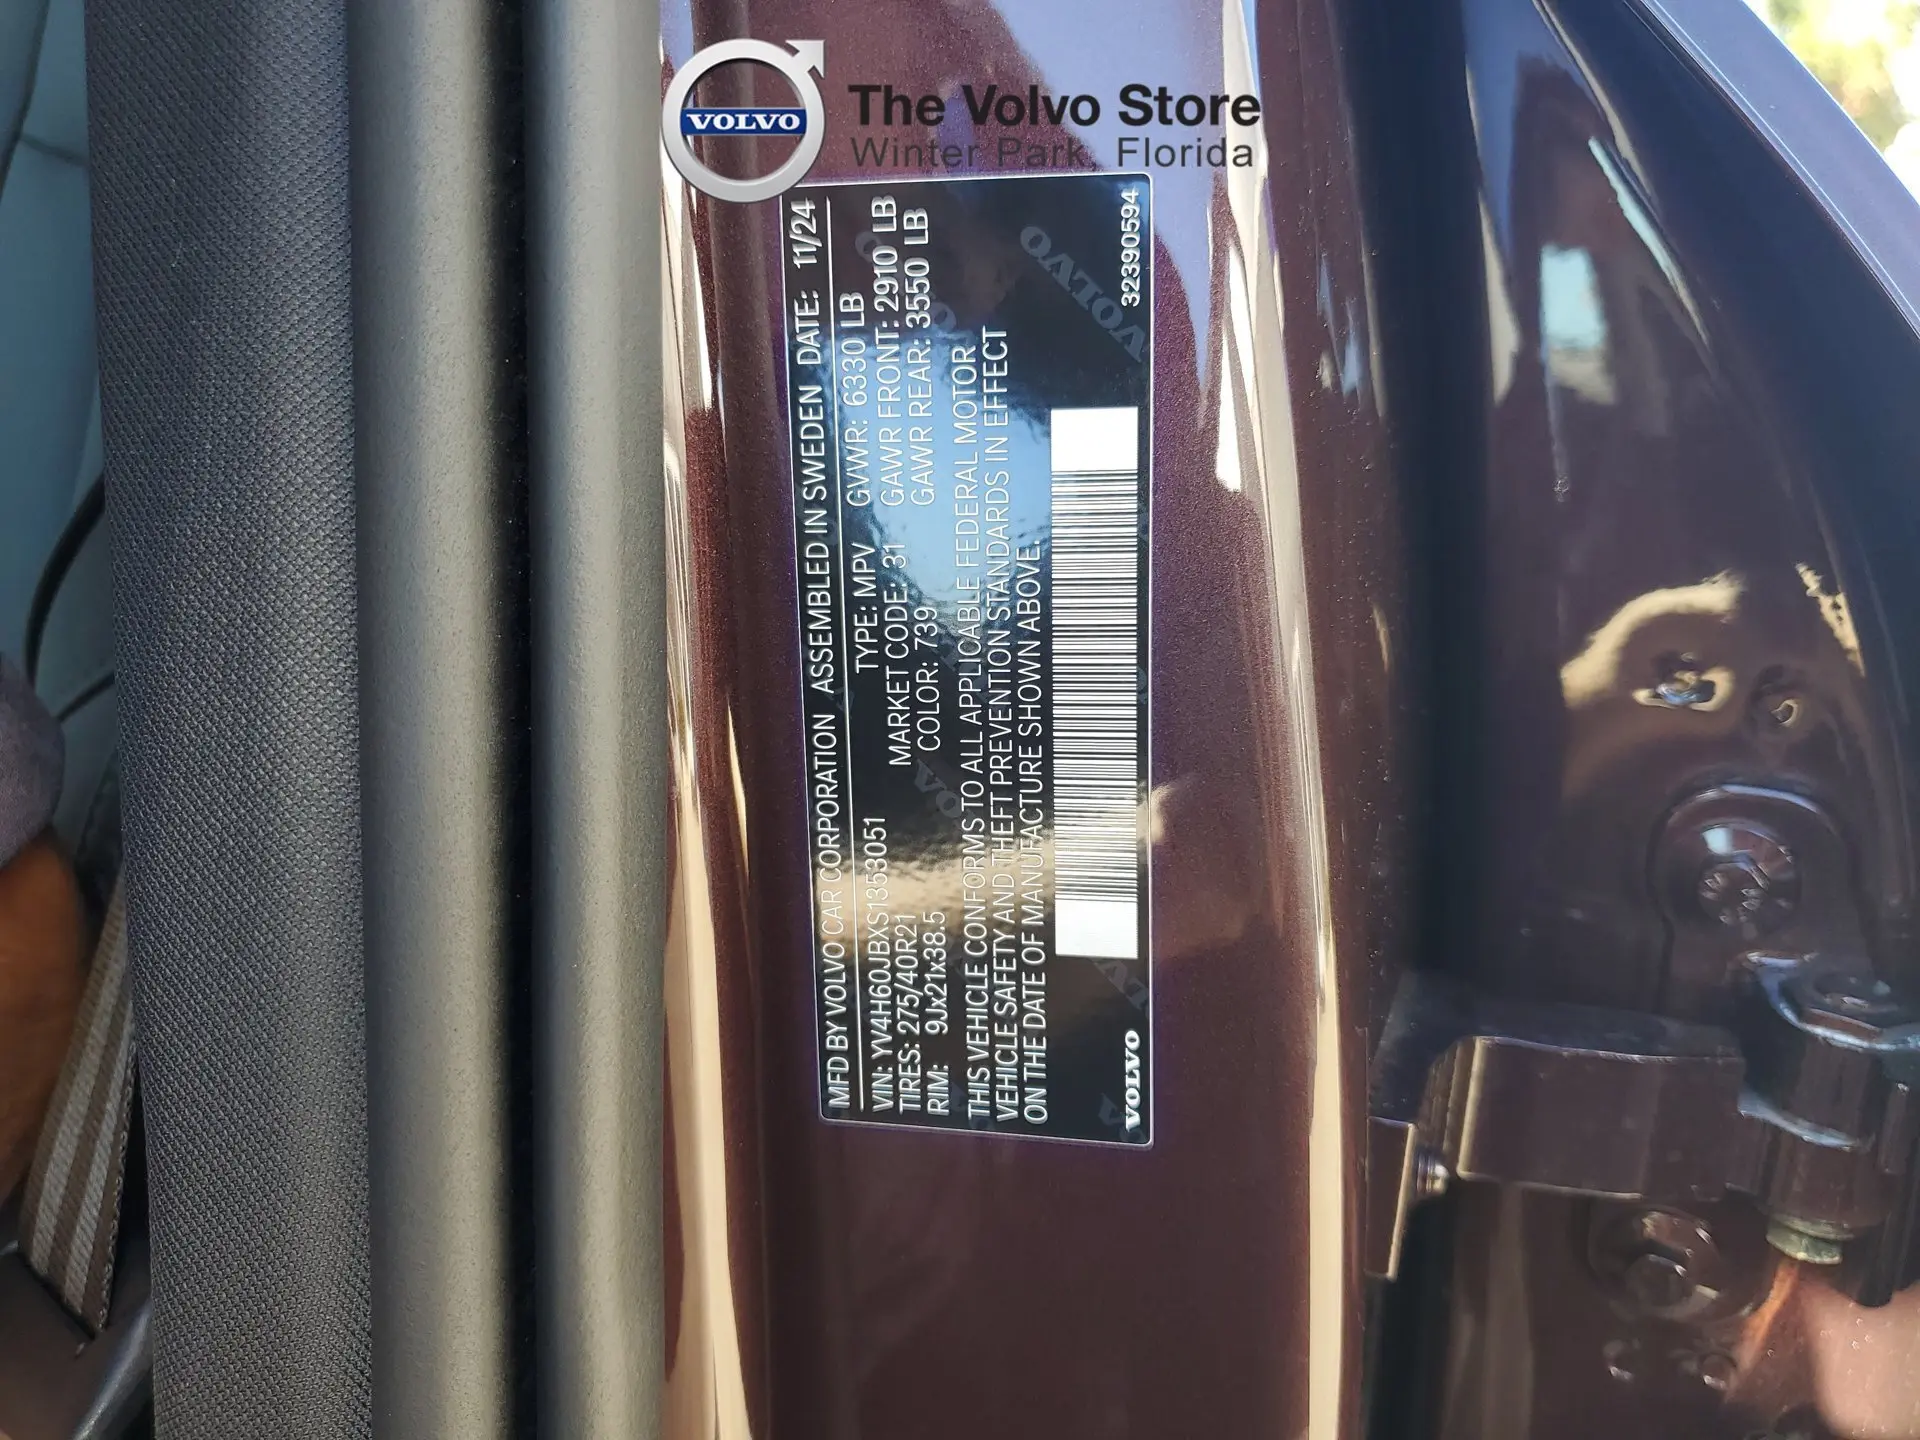 VOLVO
The Volvo Store
Winter Park, Florida
MFD BY VOLVO CAR CORPORATION ASSEMBLED IN SWEDEN DATE: 11/24
VIN: YV4H60JBXS1353051 TYPE: MPV GVWR: 6330 LB
TIRES: 275/40R21 MARKET CODE: 31 GAWR FRONT: 2910 LB
RIM: 9Jx21x38.5 COLOR: 739 GAWR REAR: 3550 LB
THIS VEHICLE CONFORMS TO ALL APPLICABLE FEDERAL MOTOR
VEHICLE SAFETY AND THEFT PREVENTION STANDARDS IN EFFECT
ON THE DATE OF MANUFACTURE SHOWN ABOVE.
VOLVO 32390594
VOLVO